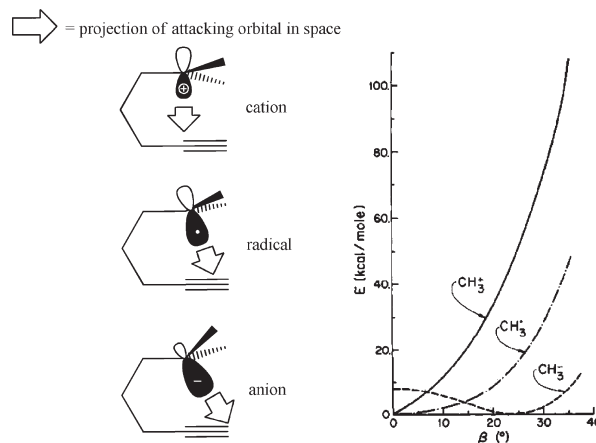 = projection of attacking orbital in space
⊕
cation
•
radical
−
anion
E (kcal/mole)
100.
80.
60.
40.
20.
0
0 10 20 30 40
β (°)
CH₃⁺
CH₃·
CH₃⁻